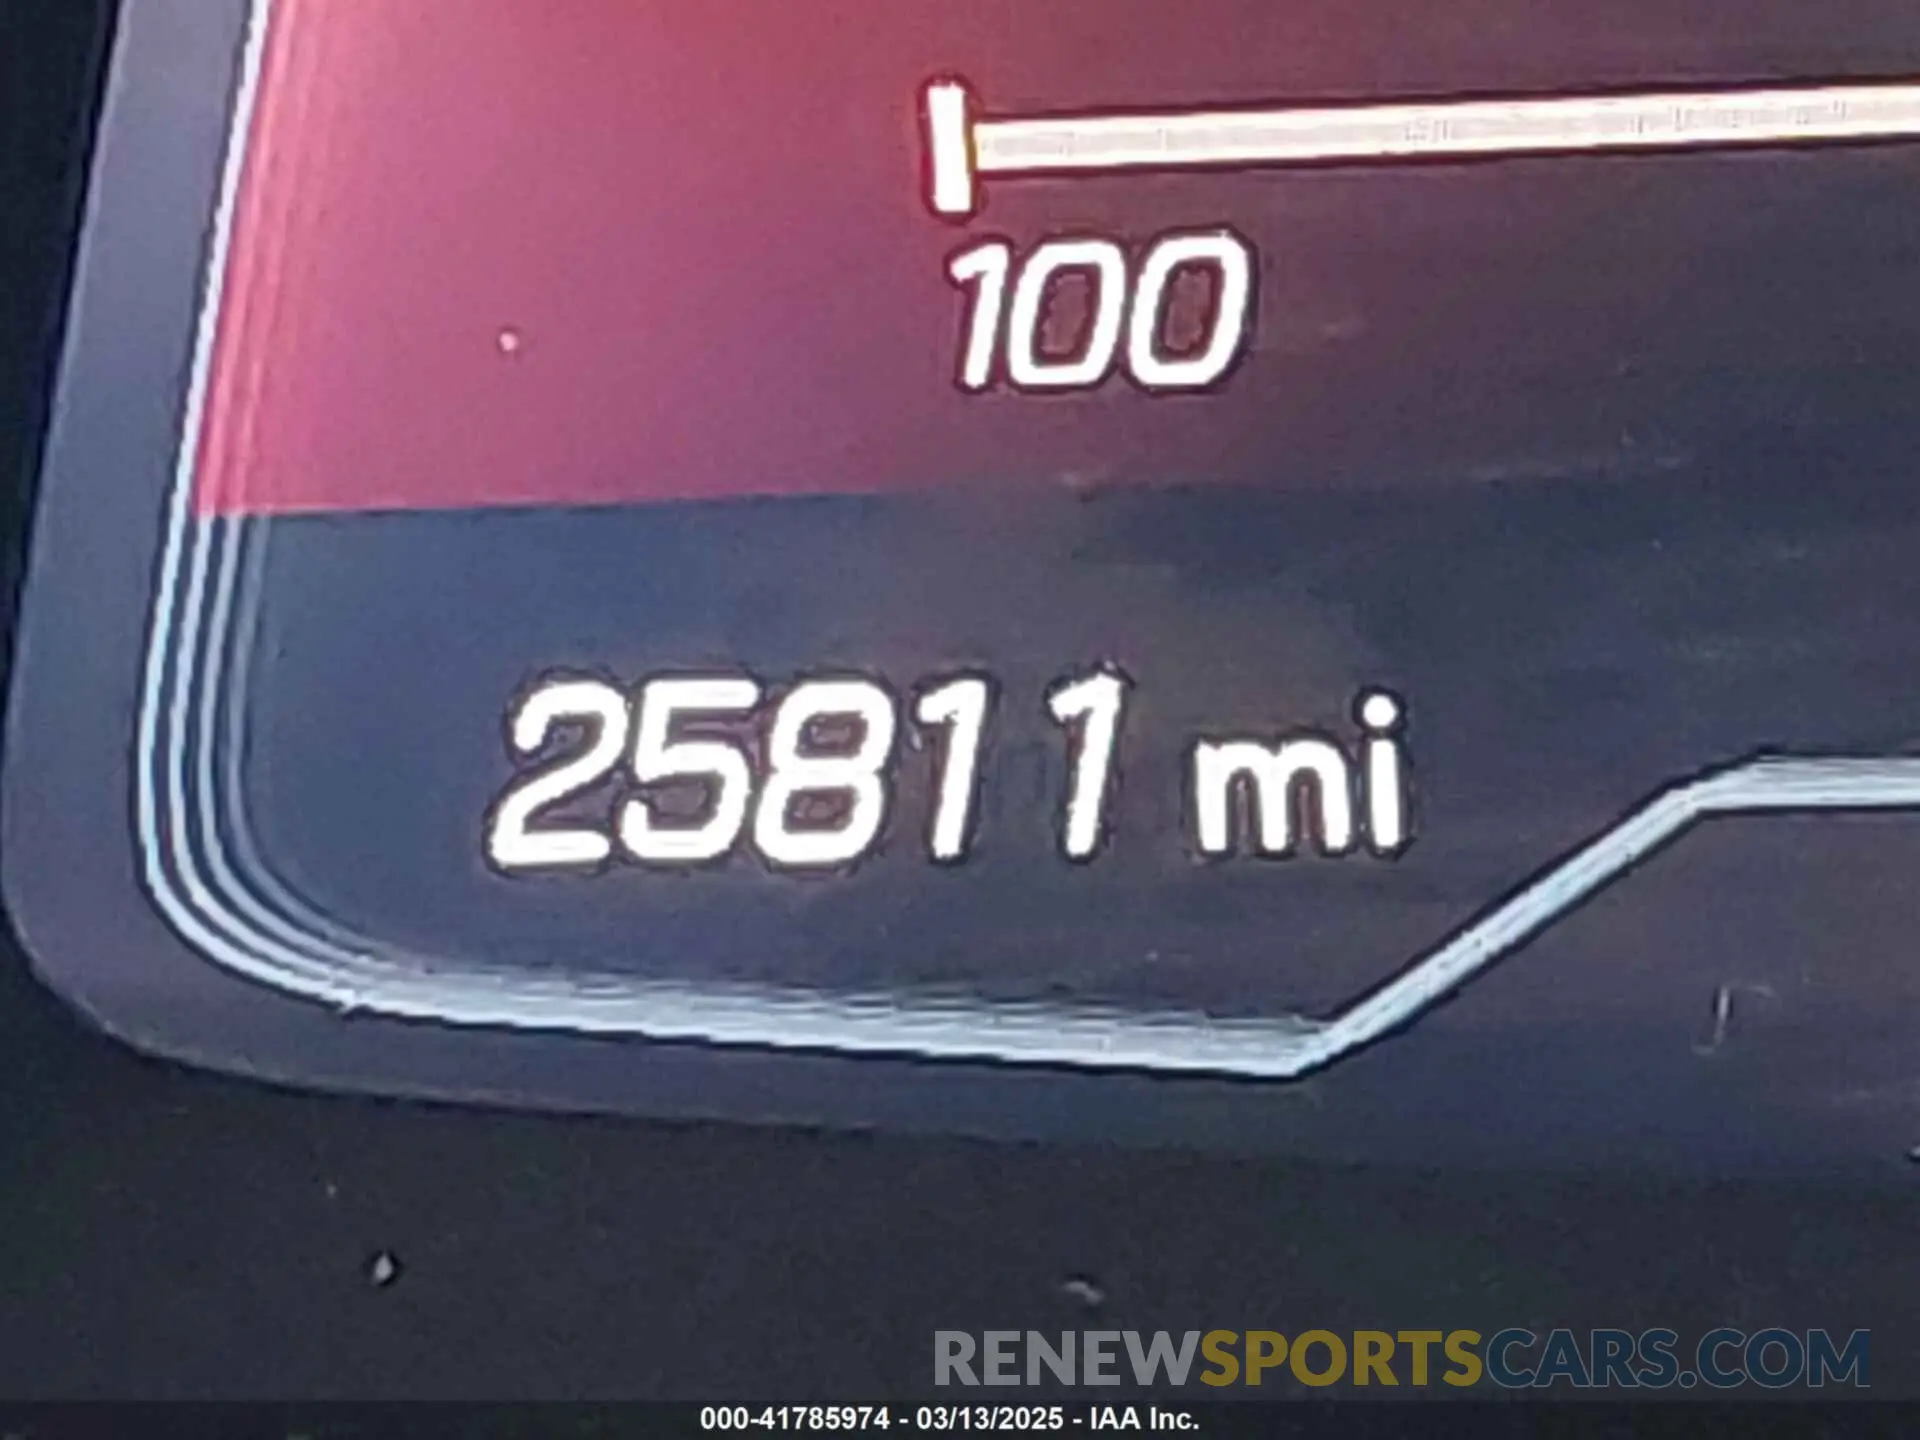 100
25811 mi
RENEWSPORTSCARS.COM
000-41785974 - 03/13/2025 - IAA Inc.